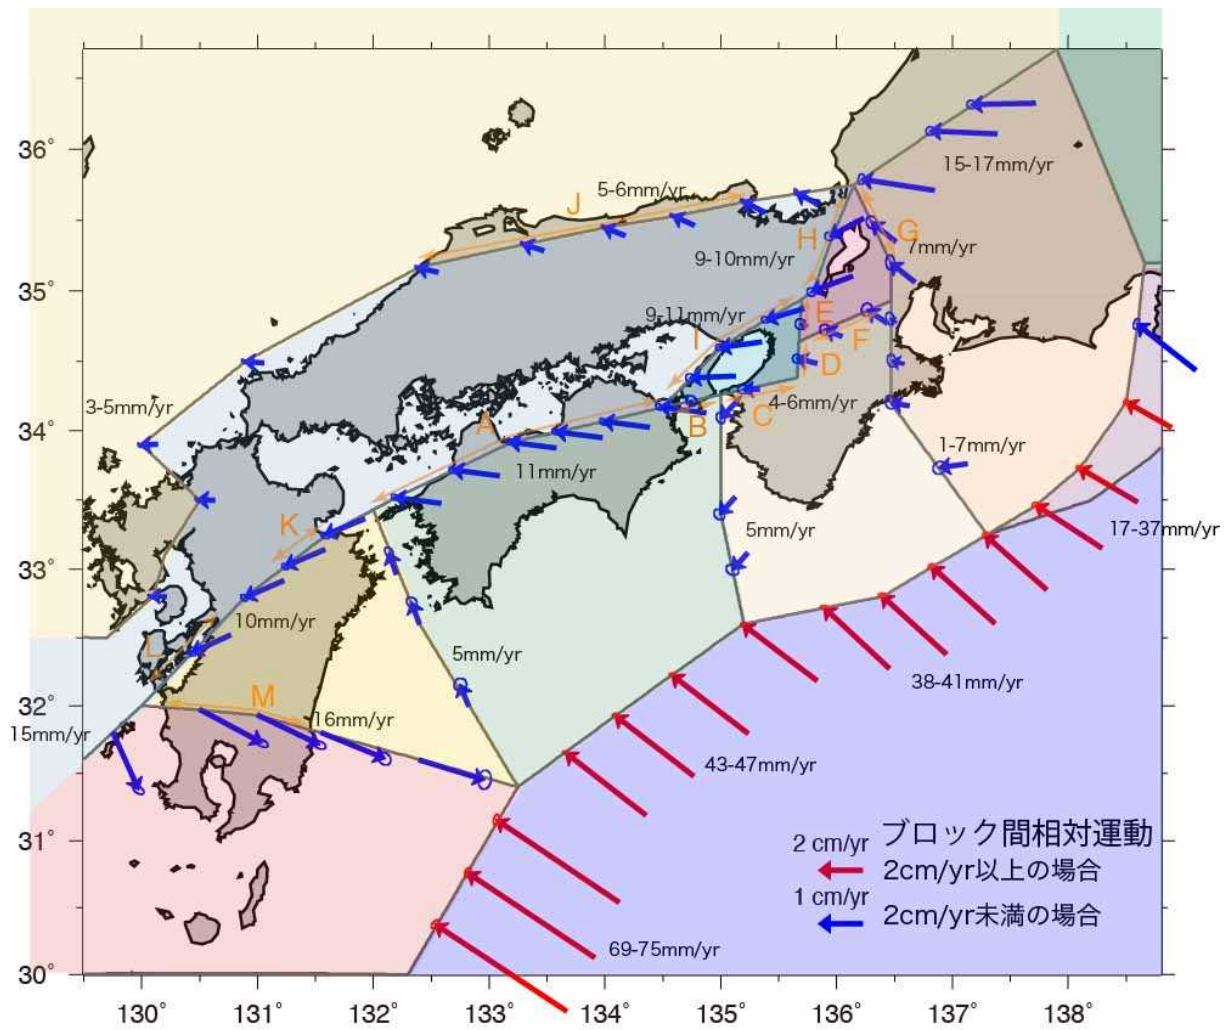 36°
35°
34°
33°
32°
31°
30°
15-17mm/yr
5-6mm/yr
J
H
G
7mm/yr
9-10mm/yr
9-11mm/yr
E
I
F
D
3-5mm/yr
4-6mm/yr
A
B
C
11mm/yr
1-7mm/yr
K
5mm/yr
17-37mm/yr
10mm/yr
L
5mm/yr
38-41mm/yr
M
16mm/yr
15mm/yr
43-47mm/yr
ブロック間相対運動
2 cm/yr
2cm/yr以上の場合
1 cm/yr
2cm/yr未満の場合
69-75mm/yr
130°
131°
132°
133°
134°
135°
136°
137°
138°